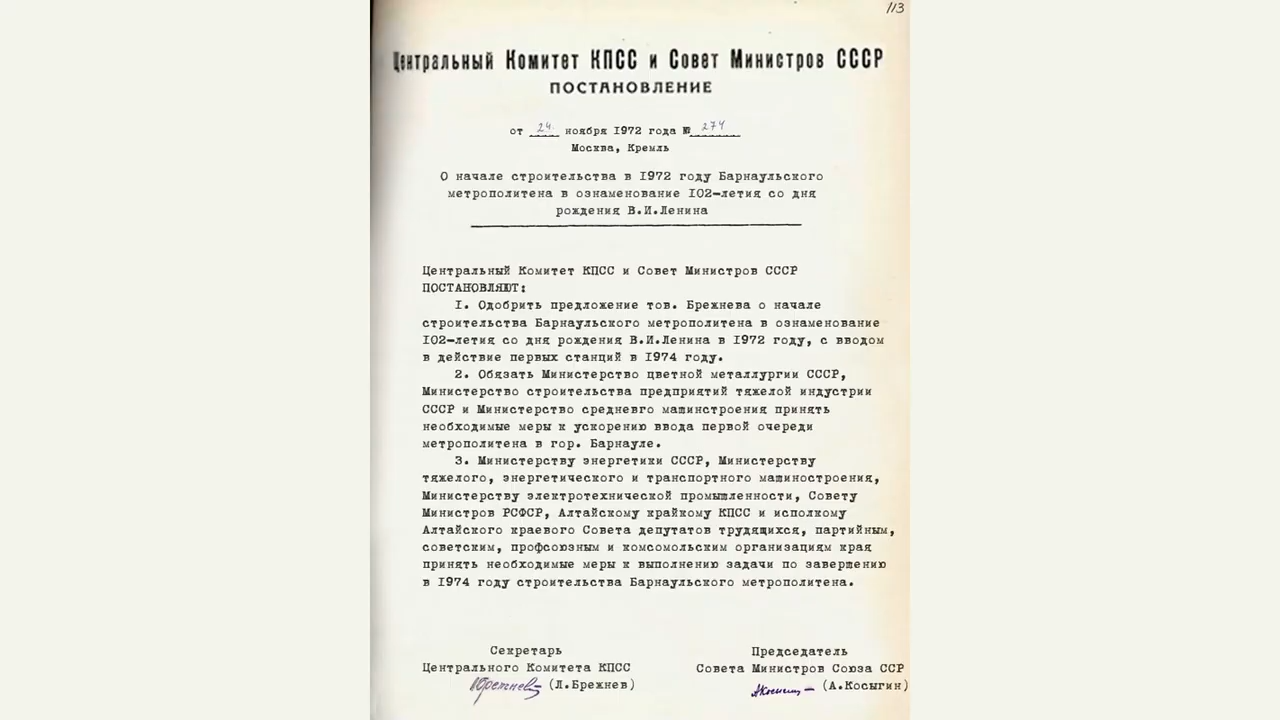 113
Центральный Комитет КПСС и Совет Министров СССР
ПОСТАНОВЛЕНИЕ
от 24 ноября 1972 года № 274
Москва, Кремль
О начале строительства в 1972 году Барнаульского
метрополитена в ознаменование 102-летия со дня
рождения В.И.Ленина
Центральный Комитет КПСС и Совет Министров СССР
ПОСТАНОВЛЯЮТ:
1. Одобрить предложение тов. Брежнева о начале
строительства Барнаульского метрополитена в ознаменование
102-летия со дня рождения В.И.Ленина в 1972 году, с вводом
в действие первых станций в 1974 году.
2. Обязать Министерство цветной металлургии СССР,
Министерство строительства предприятий тяжелой индустрии
СССР и Министерство средневго машинстроения принять
необходимые меры к ускорению ввода первой очереди
метрополитена в гор. Барнауле.
3. Министерству энергетики СССР, Министерству
тяжелого, энергетического и транспортного машиностроения,
Министерству электротехнической промышленности, Совету
Министров РСФСР, Алтайскому крайкому КПСС и исполкому
Алтайского краевого Совета депутатов трудящихся, партийным,
советским, профсоюзным и комсомольским организациям края
принять необходимые меры к выполнению задачи по завершению
в 1974 году строительства Барнаульского метрополитена.
Секретарь
Центрального Комитета КПСС
Брежнев (Л.Брежнев)
Председатель
Совета Министров Союза ССР
АКосыгин (А.Косыгин)